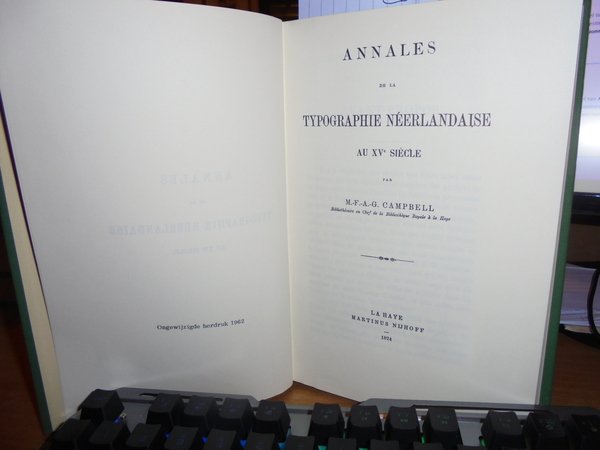 Ongewijzigde herdruk 1962
ANNALES
DE LA
TYPOGRAPHIE NÉERLANDAISE
AU XVe SIÈCLE
PAR
M.-F.-A.-G. CAMPBELL
Bibliothécaire en Chef de la Bibliothèque Royale à la Haye
LA HAYE
MARTINUS NIJHOFF
1874